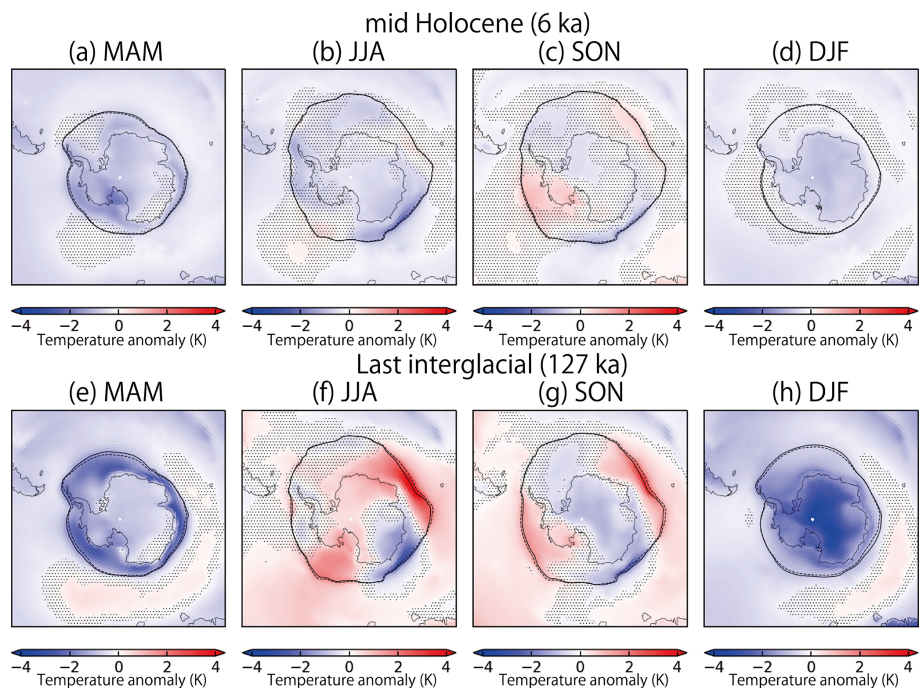 mid Holocene (6 ka)
(a) MAM (b) JJA (c) SON (d) DJF
−4 −2 0 2 4 −4 −2 0 2 4 −4 −2 0 2 4 −4 −2 0 2 4
Temperature anomaly (K) Temperature anomaly (K) Temperature anomaly (K) Temperature anomaly (K)
Last interglacial (127 ka)
(e) MAM (f) JJA (g) SON (h) DJF
−4 −2 0 2 4 −4 −2 0 2 4 −4 −2 0 2 4 −4 −2 0 2 4
Temperature anomaly (K) Temperature anomaly (K) Temperature anomaly (K) Temperature anomaly (K)